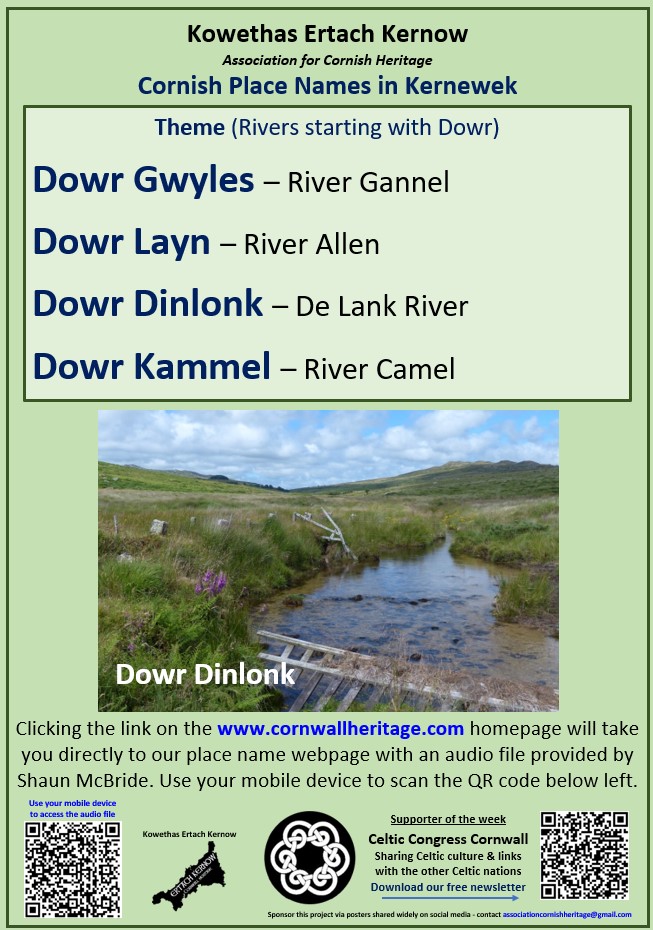 Kowethas Ertach Kernow
Association for Cornish Heritage
Cornish Place Names in Kernewek
Theme (Rivers starting with Dowr)
Dowr Gwyles – River Gannel
Dowr Layn – River Allen
Dowr Dinlonk – De Lank River
Dowr Kammel – River Camel
Dowr Dinlonk
Clicking the link on the www.cornwallheritage.com homepage will take
you directly to our place name webpage with an audio file provided by
Shaun McBride. Use your mobile device to scan the QR code below left.
Use your mobile device
to access the audio file
Kowethas Ertach Kernow
ERTACH KERNOW
Supporter of the week
Celtic Congress Cornwall
Sharing Celtic culture & links
with the other Celtic nations
Download our free newsletter
Sponsor this project via posters shared widely on social media - contact associationcornishheritage@gmail.com